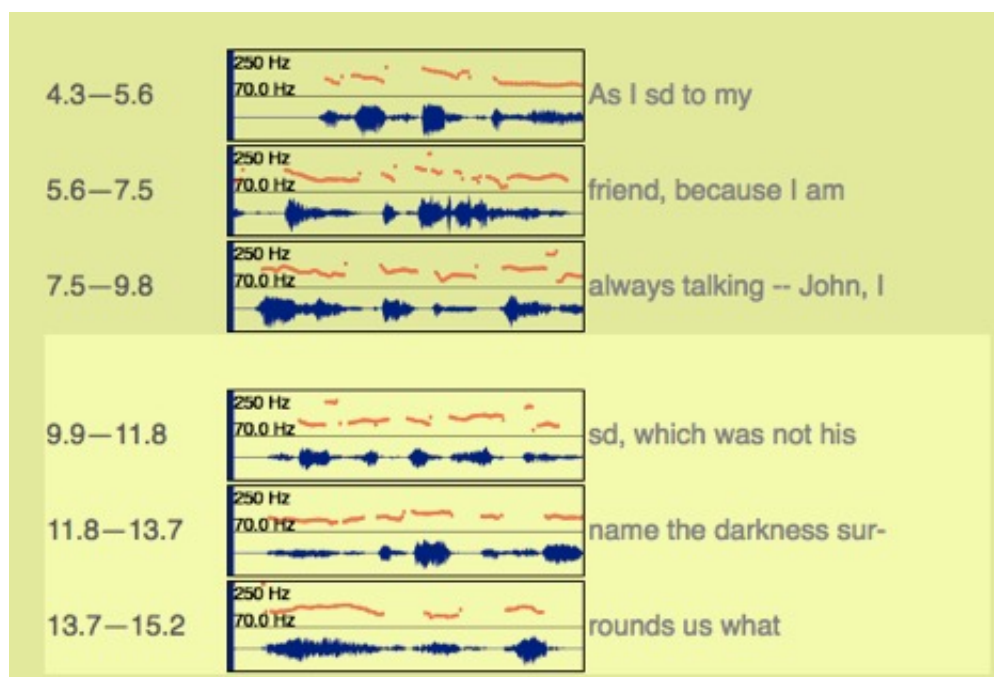 4.3—5.6 250 Hz 70.0 Hz As I sd to my
5.6—7.5 250 Hz 70.0 Hz friend, because I am
7.5—9.8 250 Hz 70.0 Hz always talking -- John, I
9.9—11.8 250 Hz 70.0 Hz sd, which was not his
11.8—13.7 250 Hz 70.0 Hz name the darkness sur-
13.7—15.2 250 Hz 70.0 Hz rounds us what